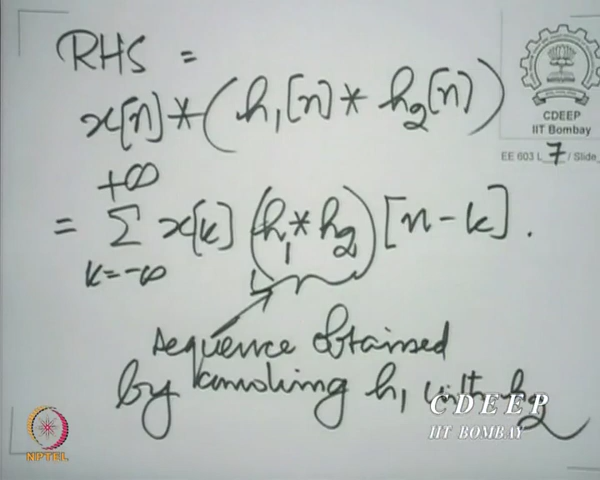 RHS =
x[n] * (h₁[n] * h₂[n])
+∞
= Σ x[k] (h₁ * h₂) [n-k].
k=-∞
sequence obtained
by convolving h₁ with h₂
CDEEP
IIT Bombay
EE 603 L 7 / Slide
CDEEP
IIT BOMBAY
NPTEL